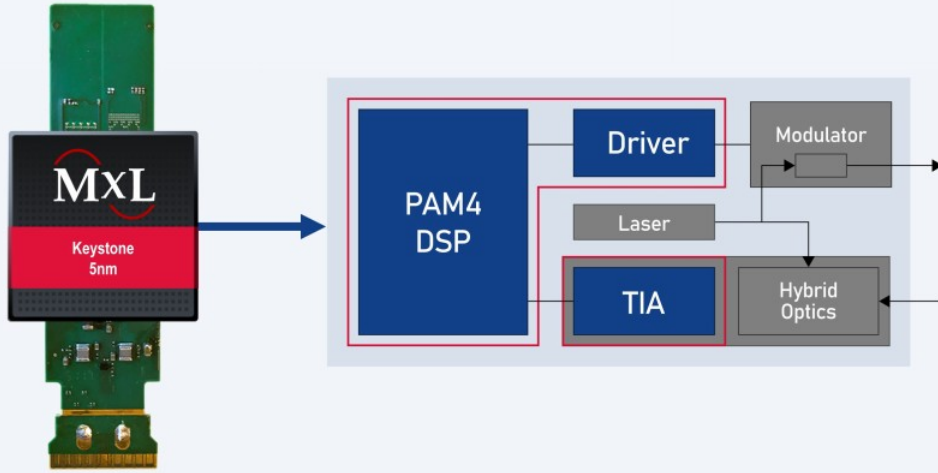 MXL
Keystone
5nm
PAM4
DSP
Driver
Modulator
Laser
TIA
Hybrid
Optics